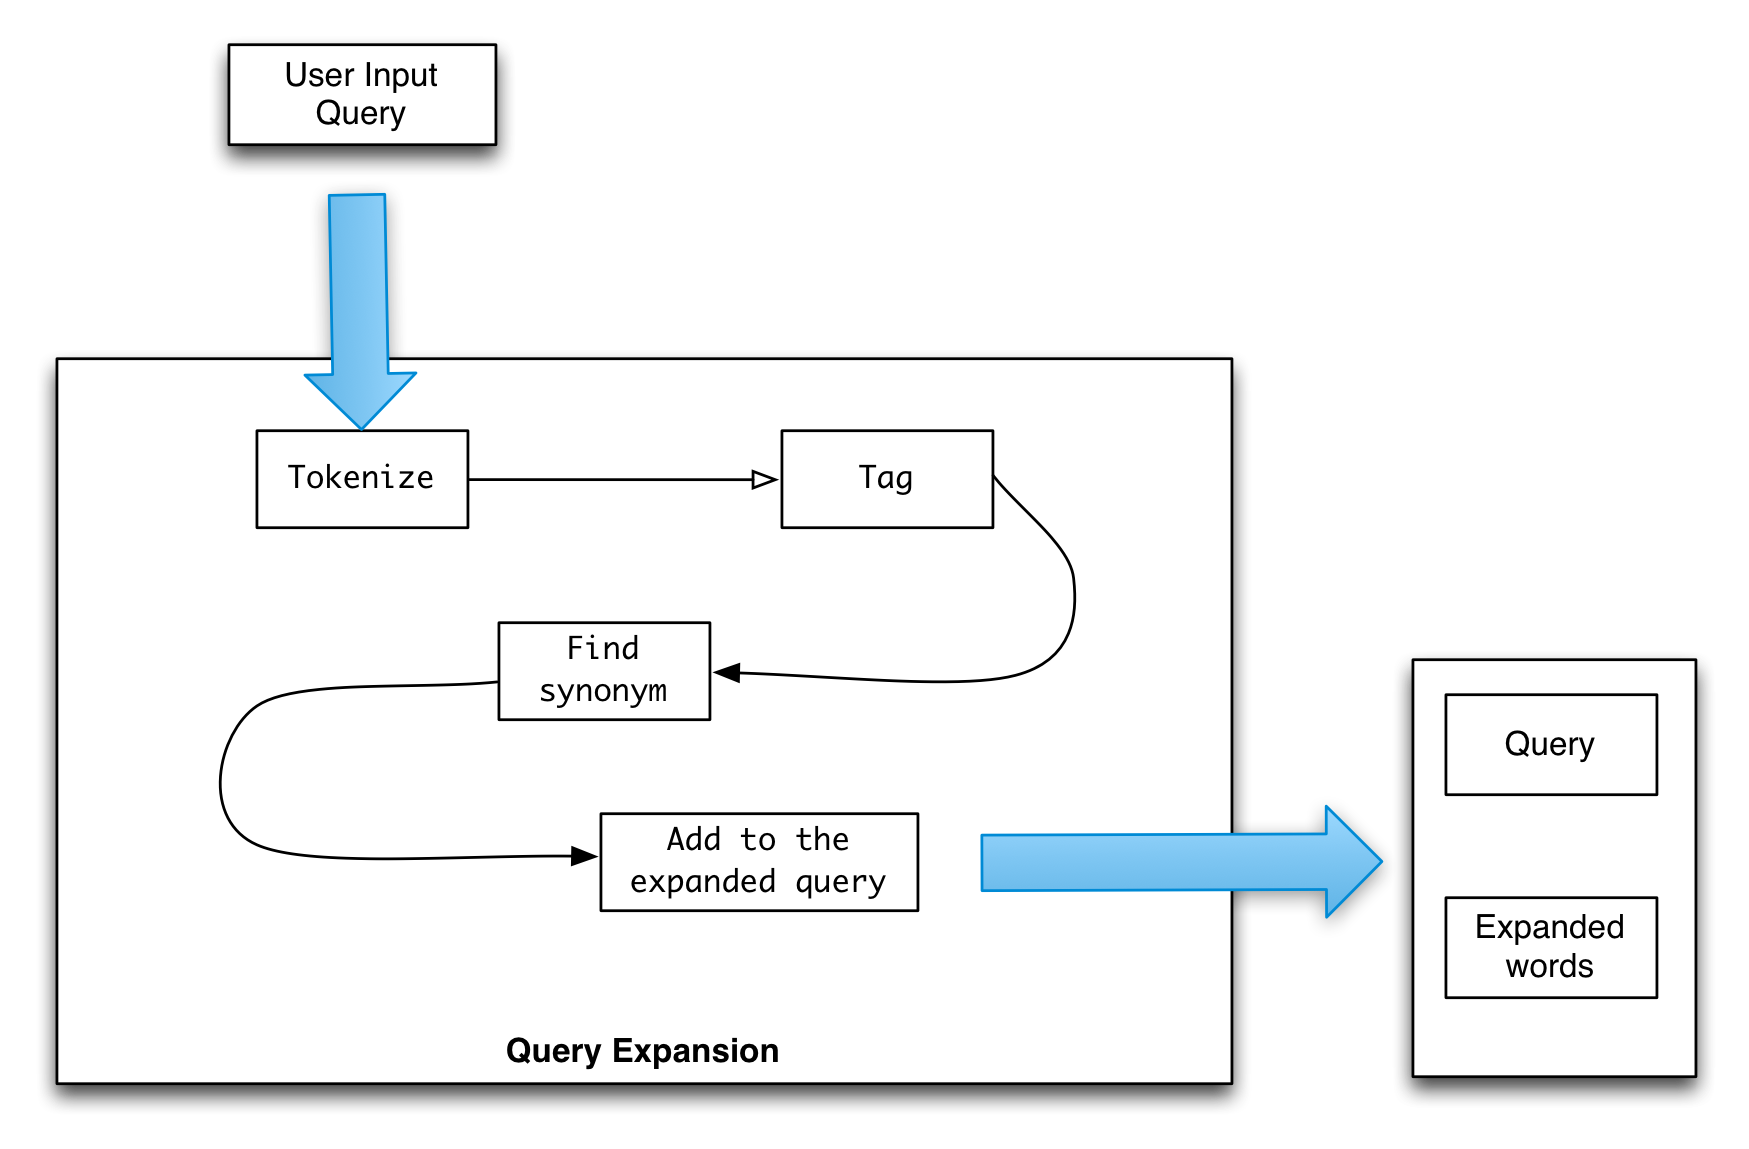 User Input
Query
Tokenize
Tag
Find
synonym
Add to the
expanded query
Query Expansion
Query
Expanded
words